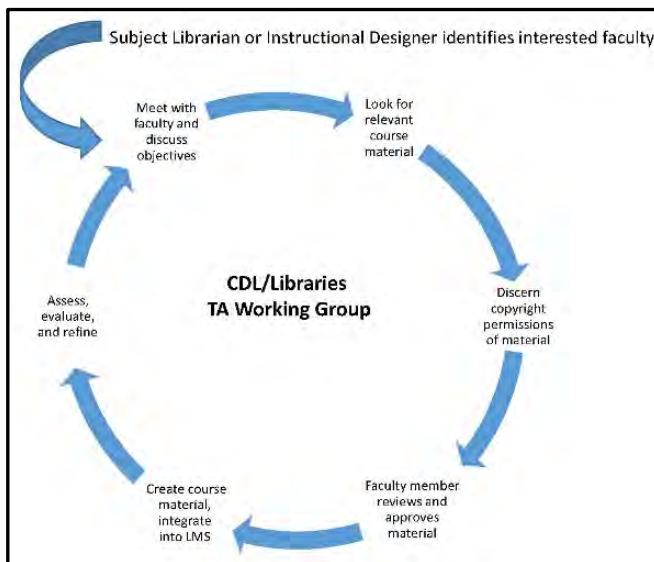 Subject Librarian or Instructional Designer identifies interested faculty
Meet with
faculty and
discuss
objectives
Look for
relevant
course
material
Discern
copyright
permissions
of material
Faculty member
reviews and
approves
material
Create course
material,
integrate
into LMS
Assess,
evaluate,
and refine
CDL/Libraries
TA Working Group